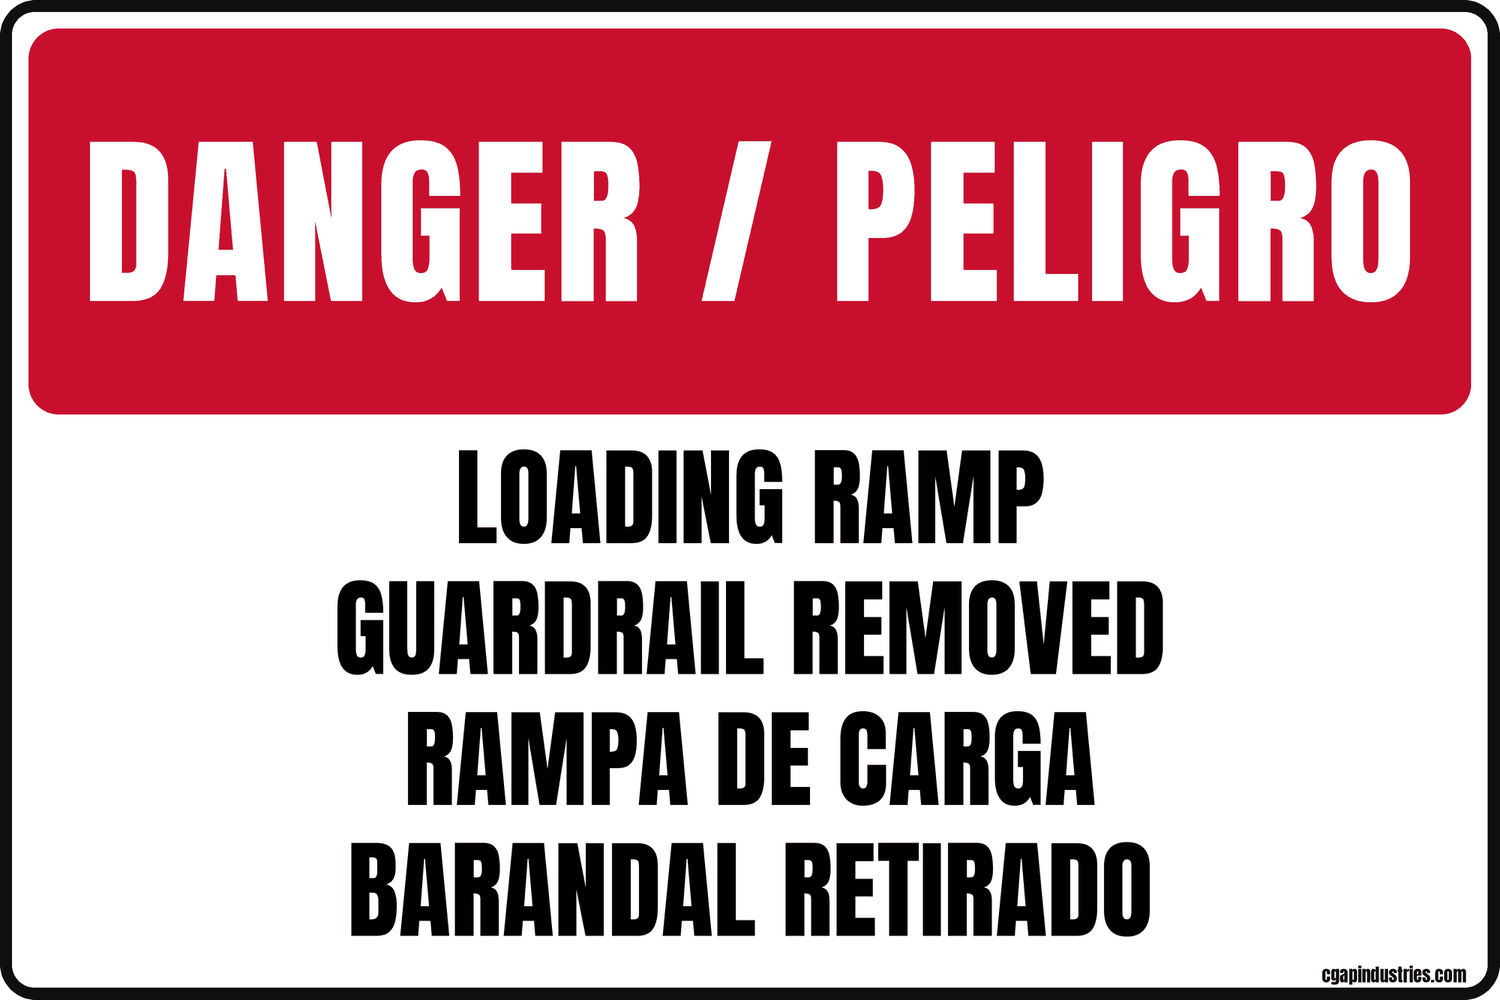 DANGER / PELIGRO
LOADING RAMP
GUARDRAIL REMOVED
RAMPA DE CARGA
BARANDAL RETIRADO
cgapindustries.com